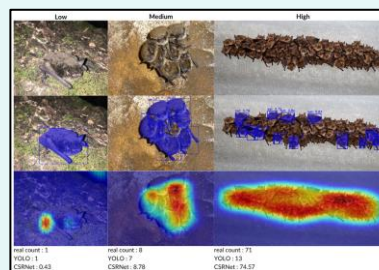 Low
Medium
High
real count : 1
YOLO : 1
CSRNet : 0.43
real count : 8
YOLO : 7
CSRNet : 8.78
real count : 71
YOLO : 13
CSRNet : 74.57